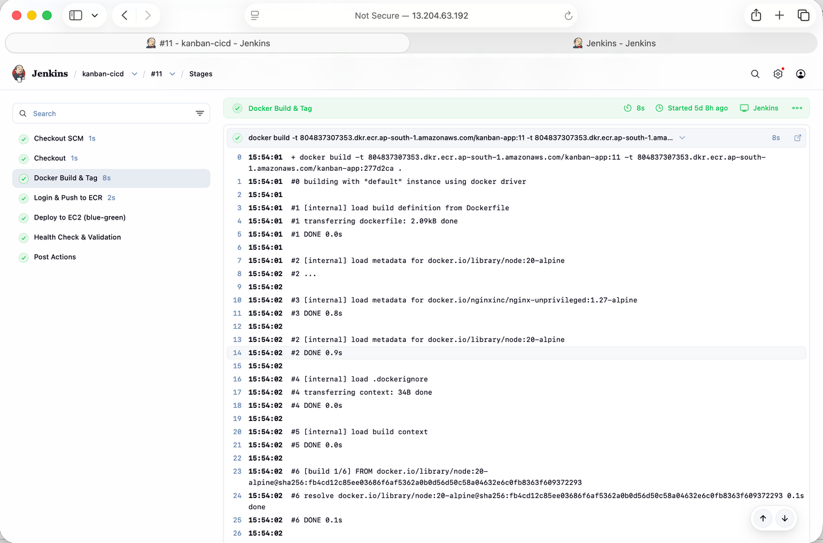 Not Secure — 13.204.63.192
#11 - kanban-cicd - Jenkins
Jenkins - Jenkins
Jenkins / kanban-cicd / #11 / Stages
Search
Checkout SCM 1s
Checkout 1s
Docker Build & Tag 8s
Login & Push to ECR 2s
Deploy to EC2 (blue-green)
Health Check & Validation
Post Actions
Docker Build & Tag 8s Started 5d 8h ago Jenkins
docker build -t 804837307353.dkr.ecr.ap-south-1.amazonaws.com/kanban-app:11 -t 804837307353.dkr.ecr.ap-south-1.ama... 8s
0 15:54:01 + docker build -t 804837307353.dkr.ecr.ap-south-1.amazonaws.com/kanban-app:11 -t 804837307353.dkr.ecr.ap-south-
1.amazonaws.com/kanban-app:277d2ca .
1 15:54:01 #0 building with "default" instance using docker driver
2 15:54:01
3 15:54:01 #1 [internal] load build definition from Dockerfile
4 15:54:01 #1 transferring dockerfile: 2.09kB done
5 15:54:01 #1 DONE 0.0s
6 15:54:01
7 15:54:01 #2 [internal] load metadata for docker.io/library/node:20-alpine
8 15:54:02 #2 ...
9 15:54:02
10 15:54:02 #3 [internal] load metadata for docker.io/nginxinc/nginx-unprivileged:1.27-alpine
11 15:54:02 #3 DONE 0.8s
12 15:54:02
13 15:54:02 #2 [internal] load metadata for docker.io/library/node:20-alpine
14 15:54:02 #2 DONE 0.9s
15 15:54:02
16 15:54:02 #4 [internal] load .dockerignore
17 15:54:02 #4 transferring context: 34B done
18 15:54:02 #4 DONE 0.0s
19 15:54:02
20 15:54:02 #5 [internal] load build context
21 15:54:02 #5 DONE 0.0s
22 15:54:02
23 15:54:02 #6 [build 1/6] FROM docker.io/library/node:20-
alpine@sha256:fb4cd12c85ee03686f6af5362a0b0d56d50c58a04632e6c0fb8363f609372293
24 15:54:02 #6 resolve docker.io/library/node:20-alpine@sha256:fb4cd12c85ee03686f6af5362a0b0d56d50c58a04632e6c0fb8363f609372293 0.1s
done
25 15:54:02 #6 DONE 0.1s
26 15:54:02